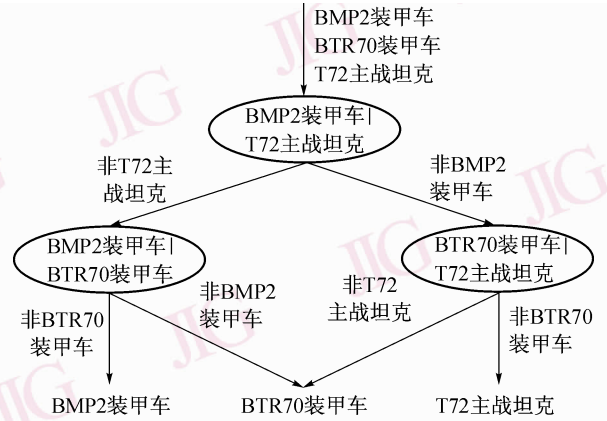 BMP2装甲车
BTR70装甲车
T72主战坦克
BMP2装甲车|
T72主战坦克
非T72主
战坦克
非BMP2
装甲车
BMP2装甲车|
BTR70装甲车
BTR70装甲车|
T72主战坦克
非BTR70
装甲车
非BMP2
装甲车
非T72
主战坦克
非BTR70
装甲车
BMP2装甲车
BTR70装甲车
T72主战坦克
JIG
JIG
JIG
JIG
JIG
JIG